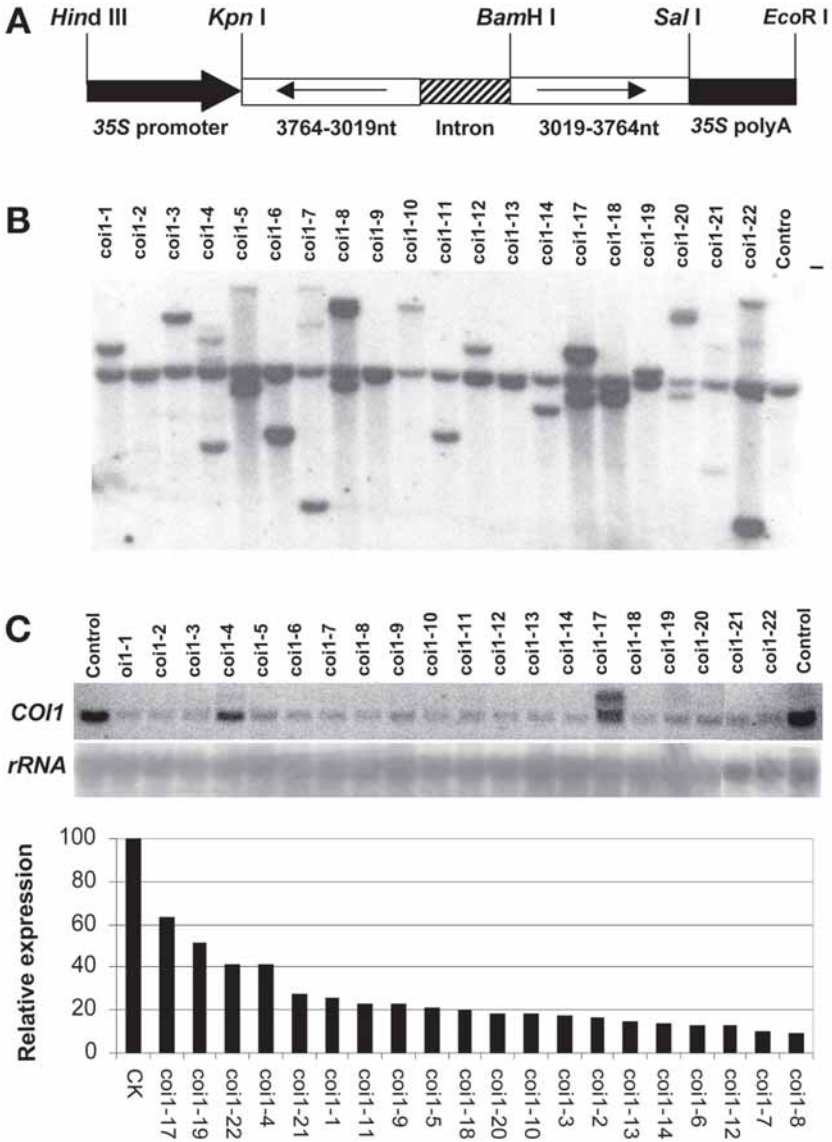 A
Hind III Kpn I BamH I Sal I EcoR I
35S promoter 3764-3019nt Intron 3019-3764nt 35S polyA
B
coi1-1 coi1-2 coi1-3 coi1-4 coi1-5 coi1-6 coi1-7 coi1-8 coi1-9 coi1-10 coi1-11 coi1-12 coi1-13 coi1-14 coi1-17 coi1-18 coi1-19 coi1-20 coi1-21 coi1-22 Contro l
C
Control oi1-1 coi1-2 coi1-3 coi1-4 coi1-5 coi1-6 coi1-7 coi1-8 coi1-9 coi1-10 coi1-11 coi1-12 coi1-13 coi1-14 coi1-17 coi1-18 coi1-19 coi1-20 coi1-21 coi1-22 Control
COI1
rRNA
Relative expression
100
80
60
40
20
0
CK coi1-17 coi1-19 coi1-22 coi1-4 coi1-21 coi1-1 coi1-11 coi1-9 coi1-5 coi1-18 coi1-20 coi1-10 coi1-3 coi1-2 coi1-13 coi1-14 coi1-6 coi1-12 coi1-7 coi1-8